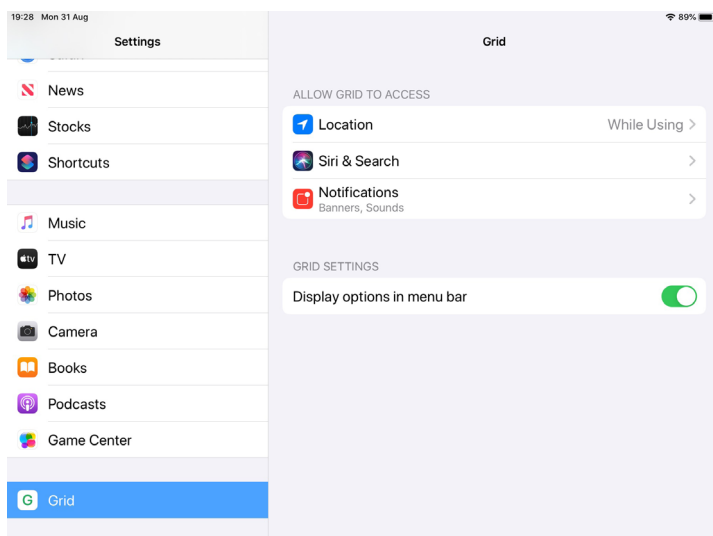 19:28 Mon 31 Aug
89%
Settings
News
Stocks
Shortcuts
Music
tv
TV
Photos
Camera
Books
Podcasts
Game Center
G
Grid
Grid
ALLOW GRID TO ACCESS
Location
While Using
Siri & Search
Notifications
Banners, Sounds
GRID SETTINGS
Display options in menu bar